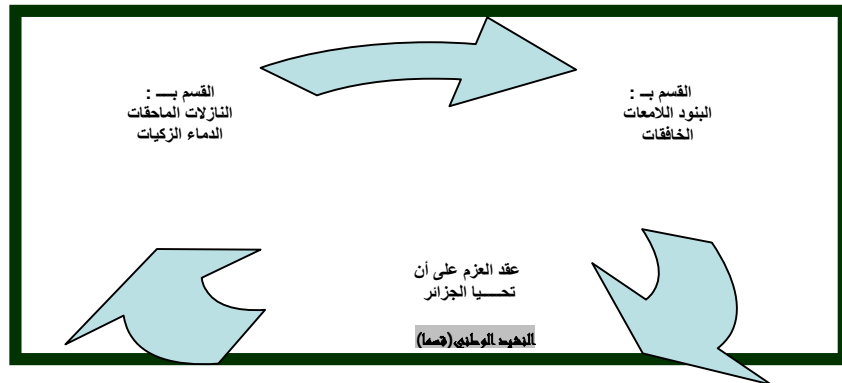 القسم بــ :
البنود اللامعات
الخافقات
القسم بـــ :
النازلات الماحقات
الدماء الزكيات
عقد العزم على أن
تحـــيا الجزائر
النشيد الوطني (قسما)